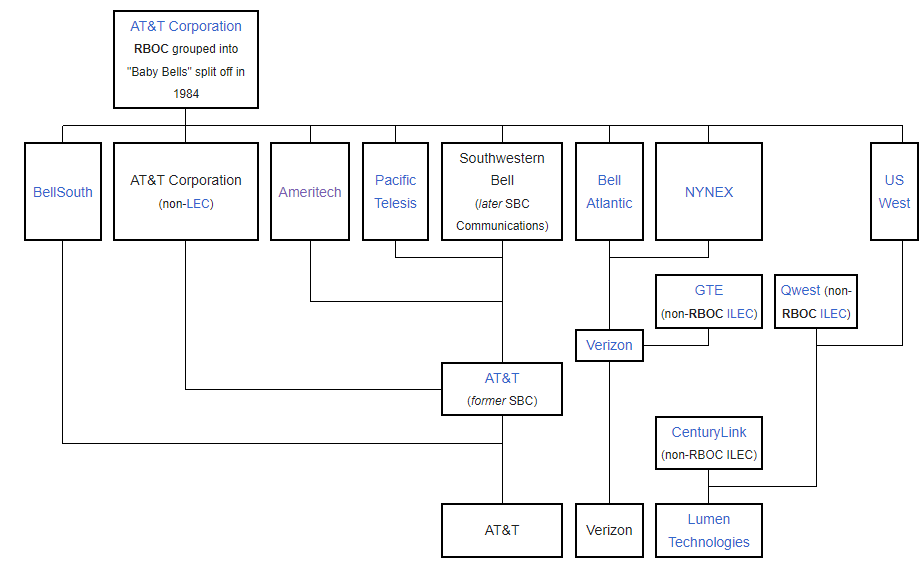 AT&T Corporation
RBOC grouped into
"Baby Bells" split off in
1984
BellSouth
AT&T Corporation
(non-LEC)
Ameritech
Pacific
Telesis
Southwestern
Bell
(later SBC
Communications)
Bell
Atlantic
NYNEX
US
West
GTE
(non-RBOC ILEC)
Qwest (non-
RBOC ILEC)
Verizon
AT&T
(former SBC)
CenturyLink
(non-RBOC ILEC)
AT&T
Verizon
Lumen
Technologies